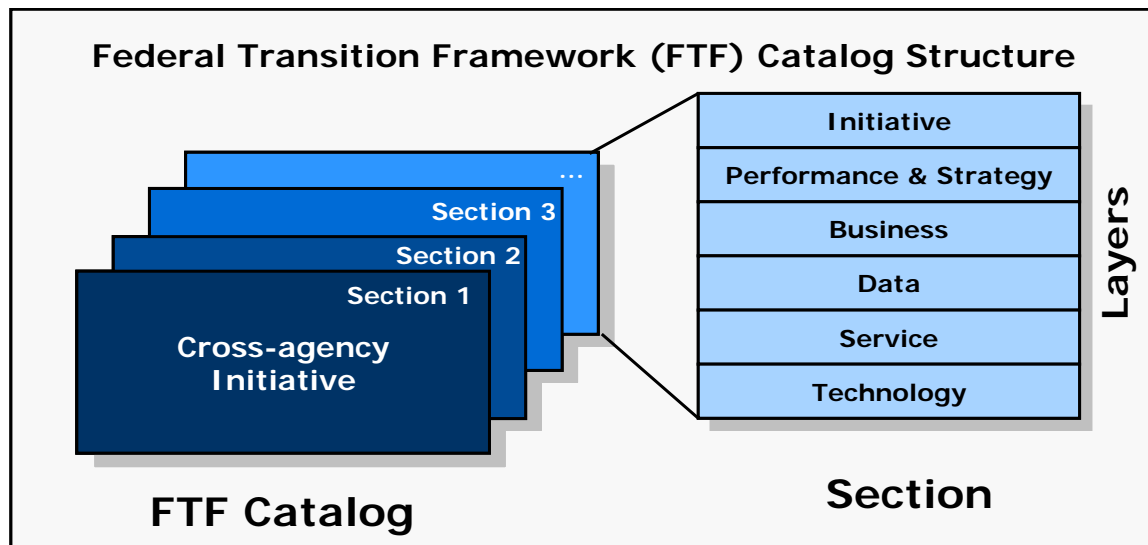 Federal Transition Framework (FTF) Catalog Structure
...
Section 3
Section 2
Section 1
Cross-agency
Initiative
FTF Catalog
Initiative
Performance & Strategy
Business
Data
Service
Technology
Layers
Section